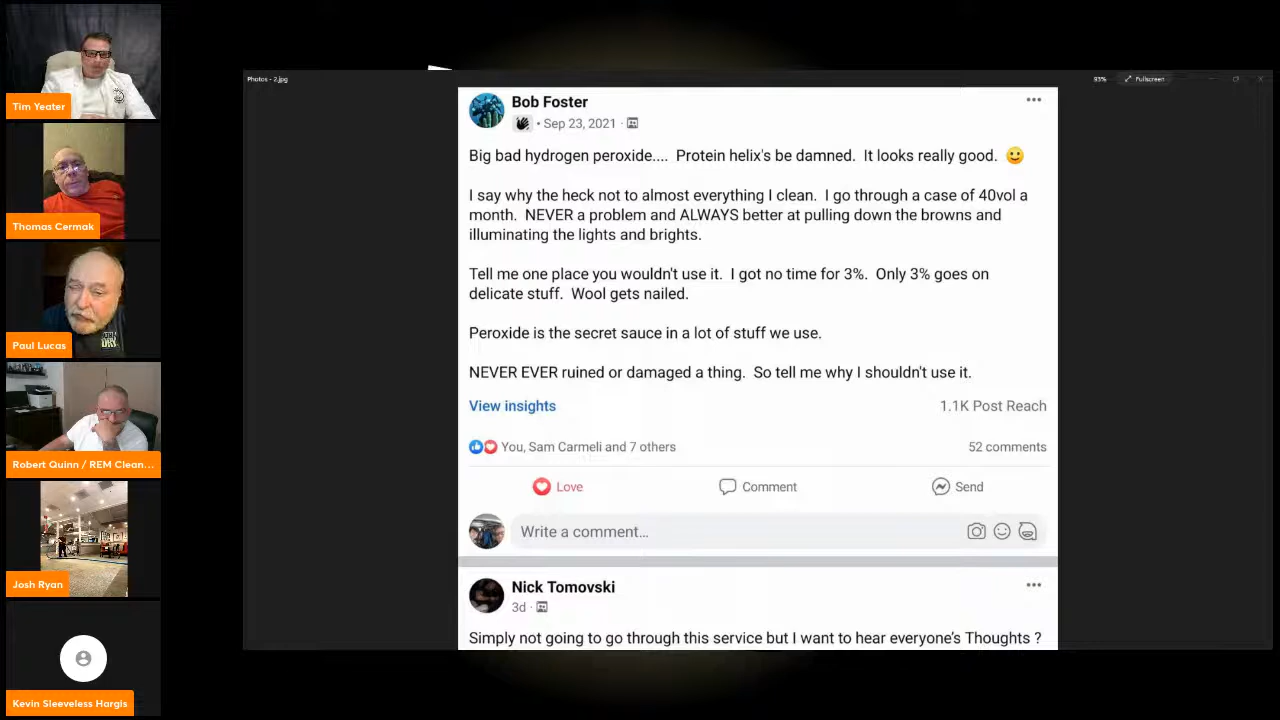 Tim Yeater
Thomas Cermak
Paul Lucas
Robert Quinn / REM Clean...
Josh Ryan
Kevin Sleeveless Hargis
Photos - 2.jpg
93%
Fullscreen
Bob Foster
• Sep 23, 2021 ·
Big bad hydrogen peroxide.... Protein helix's be damned. It looks really good. 🙂
I say why the heck not to almost everything I clean. I go through a case of 40vol a
month. NEVER a problem and ALWAYS better at pulling down the browns and
illuminating the lights and brights.
Tell me one place you wouldn't use it. I got no time for 3%. Only 3% goes on
delicate stuff. Wool gets nailed.
Peroxide is the secret sauce in a lot of stuff we use.
NEVER EVER ruined or damaged a thing. So tell me why I shouldn't use it.
View insights
1.1K Post Reach
You, Sam Carmeli and 7 others
52 comments
Love
Comment
Send
Write a comment...
Nick Tomovski
3d ·
Simply not going to go through this service but I want to hear everyone's Thoughts ?